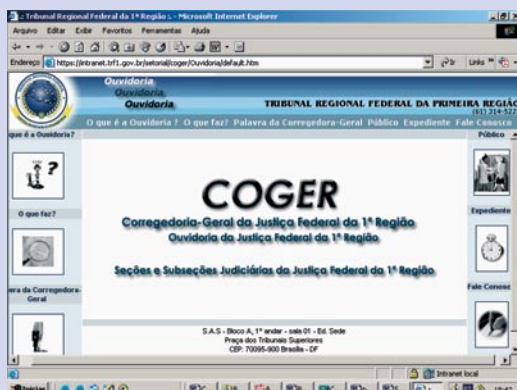 .: Tribunal Regional Federal da 1ª Região :. - Microsoft Internet Explorer
Arquivo Editar Exibir Favoritos Ferramentas Ajuda
Endereço https://intranet.trf1.gov.br/setorial/coger/Ouvidoria/default.htm Ir Links
Ouvidoria
Ouvidoria
Ouvidoria
TRIBUNAL REGIONAL FEDERAL DA PRIMEIRA REGIÃO
O que é a Ouvidoria ? O que faz? Palavra da Corregedora-Geral Público Expediente Fale Conosco
que é a Ouvidoria?
Público
O que faz?
Expediente
COGER
Corregedoria-Geral da Justiça Federal da 1ª Região
Ouvidoria da Justiça Federal da 1ª Região
Seções e Subseções Judiciárias da Justiça Federal da 1ª Região
vra da Corregedora-
Geral
Fale Conosco
S.A.S - Bloco A, 1º andar - sala 01 - Ed. Sede
Praça dos Tribunais Superiores
CEP: 70095-900 Brasília - DF
Intranet local
Iniciar